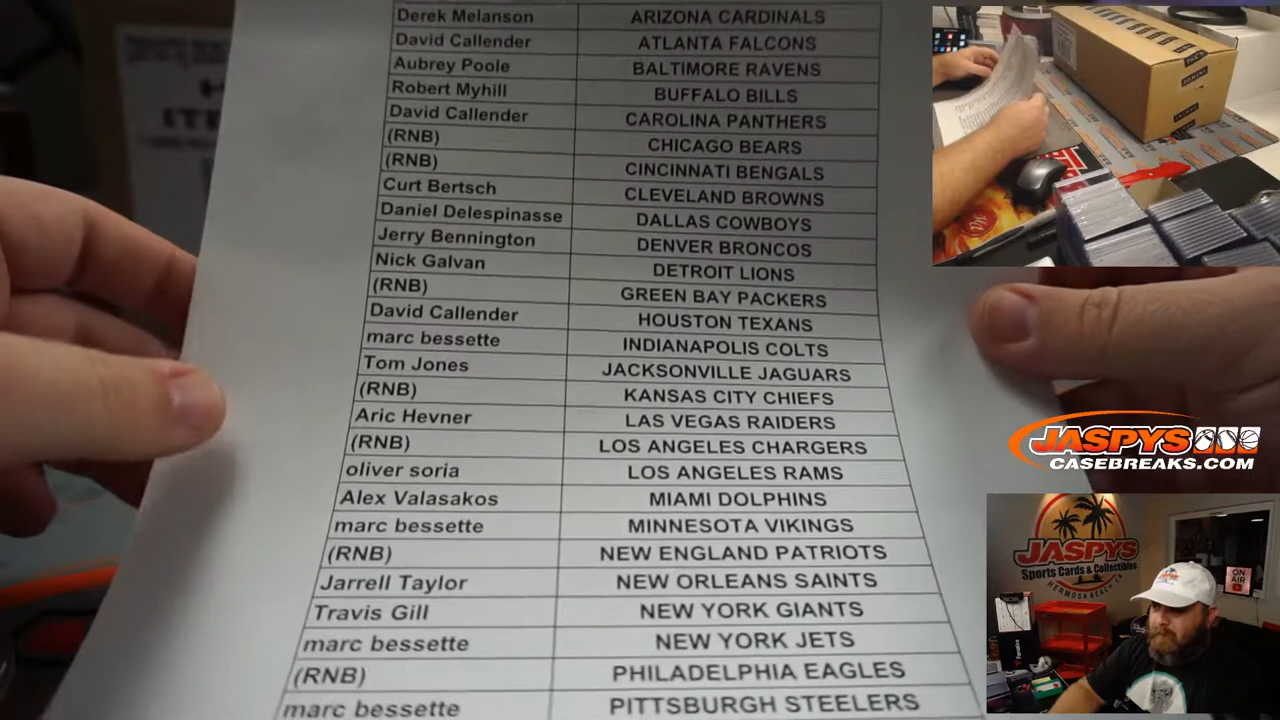 Derek Melanson ARIZONA CARDINALS
David Callender ATLANTA FALCONS
Aubrey Poole BALTIMORE RAVENS
Robert Myhill BUFFALO BILLS
David Callender CAROLINA PANTHERS
(RNB) CHICAGO BEARS
(RNB) CINCINNATI BENGALS
Curt Bertsch CLEVELAND BROWNS
Daniel Delespinasse DALLAS COWBOYS
Jerry Bennington DENVER BRONCOS
Nick Galvan DETROIT LIONS
(RNB) GREEN BAY PACKERS
David Callender HOUSTON TEXANS
marc bessette INDIANAPOLIS COLTS
Tom Jones JACKSONVILLE JAGUARS
(RNB) KANSAS CITY CHIEFS
Aric Hevner LAS VEGAS RAIDERS
(RNB) LOS ANGELES CHARGERS
oliver soria LOS ANGELES RAMS
Alex Valasakos MIAMI DOLPHINS
marc bessette MINNESOTA VIKINGS
(RNB) NEW ENGLAND PATRIOTS
Jarrell Taylor NEW ORLEANS SAINTS
Travis Gill NEW YORK GIANTS
marc bessette NEW YORK JETS
(RNB) PHILADELPHIA EAGLES
marc bessette PITTSBURGH STEELERS
JASPYS
CASEBREAKS.COM
JASPYS
Sports Cards & Collectibles
HERMOSA BEACH, CA
ON
AIR